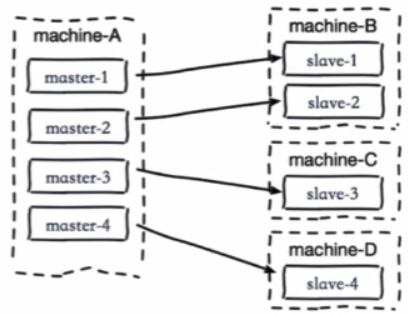 machine-A
master-1
master-2
master-3
master-4
machine-B
slave-1
slave-2
machine-C
slave-3
machine-D
slave-4